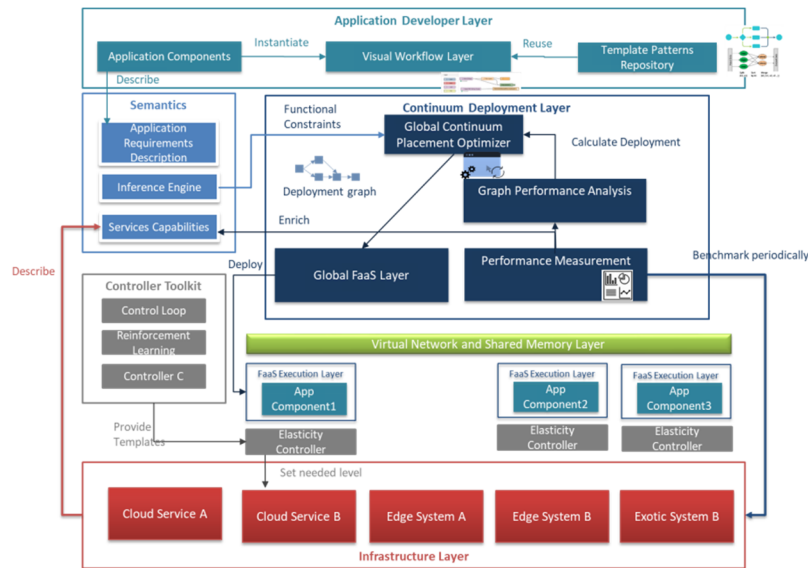 Application Developer Layer
Application Components
Instantiate
Visual Workflow Layer
Reuse
Template Patterns
Repository
Describe
Semantics
Application
Requirements
Description
Inference Engine
Services Capabilities
Functional
Constraints
Continuum Deployment Layer
Global Continuum
Placement Optimizer
Calculate Deployment
Deployment graph
Graph Performance Analysis
Enrich
Deploy
Global FaaS Layer
Performance Measurement
Benchmark periodically
Describe
Controller Toolkit
Control Loop
Reinforcement
Learning
Controller C
Virtual Network and Shared Memory Layer
FaaS Execution Layer
App
Component1
FaaS Execution Layer
App
Component2
FaaS Execution Layer
App
Component3
Provide
Templates
Elasticity
Controller
Elasticity
Controller
Elasticity
Controller
Set needed level
Cloud Service A
Cloud Service B
Edge System A
Edge System B
Exotic System B
Infrastructure Layer